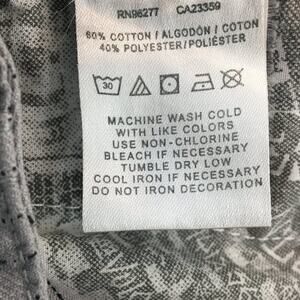 RN96277 CA23359
60% COTTON / ALGODÓN / COTON
40% POLYESTER/POLIÉSTER
30
MACHINE WASH COLD
WITH LIKE COLORS
USE NON-CHLORINE
BLEACH IF NECESSARY
TUMBLE DRY LOW
COOL IRON IF NECESSARY
DO NOT IRON DECORATION